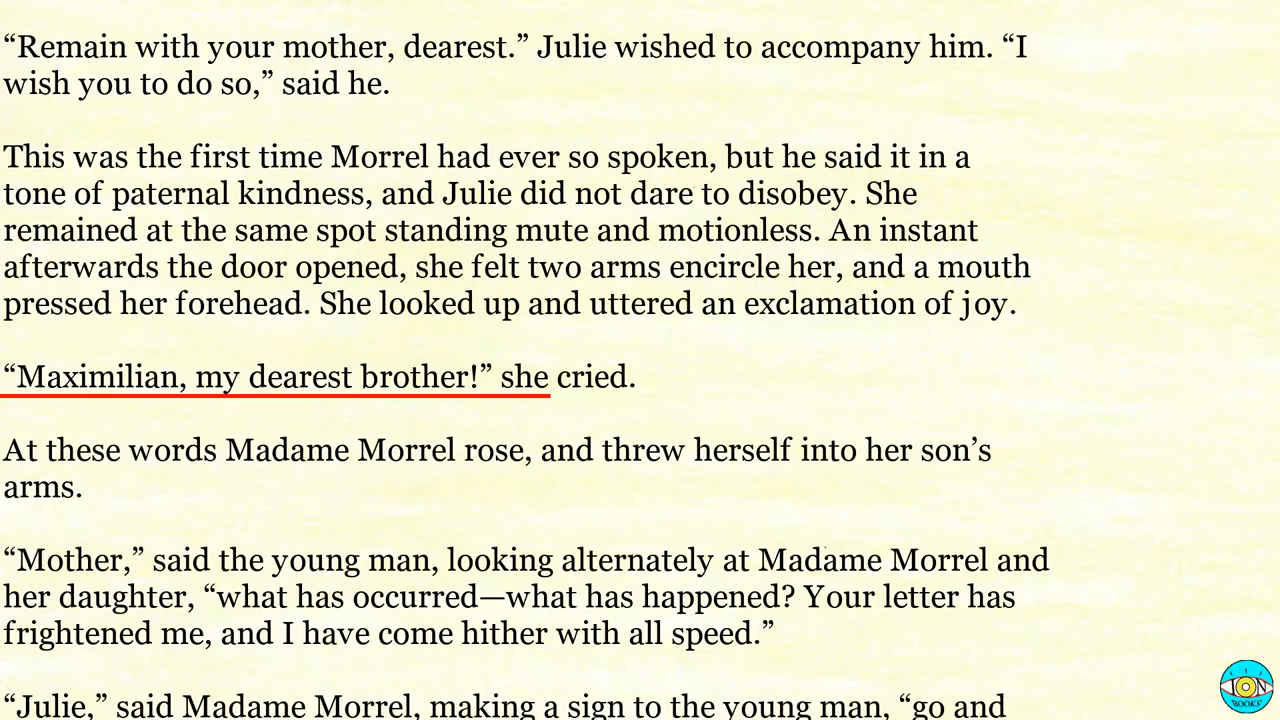 “Remain with your mother, dearest.” Julie wished to accompany him. “I
wish you to do so,” said he.
This was the first time Morrel had ever so spoken, but he said it in a
tone of paternal kindness, and Julie did not dare to disobey. She
remained at the same spot standing mute and motionless. An instant
afterwards the door opened, she felt two arms encircle her, and a mouth
pressed her forehead. She looked up and uttered an exclamation of joy.
“Maximilian, my dearest brother!” she cried.
At these words Madame Morrel rose, and threw herself into her son’s
arms.
“Mother,” said the young man, looking alternately at Madame Morrel and
her daughter, “what has occurred—what has happened? Your letter has
frightened me, and I have come hither with all speed.”
“Julie,” said Madame Morrel, making a sign to the young man, “go and
ION
BOOKS